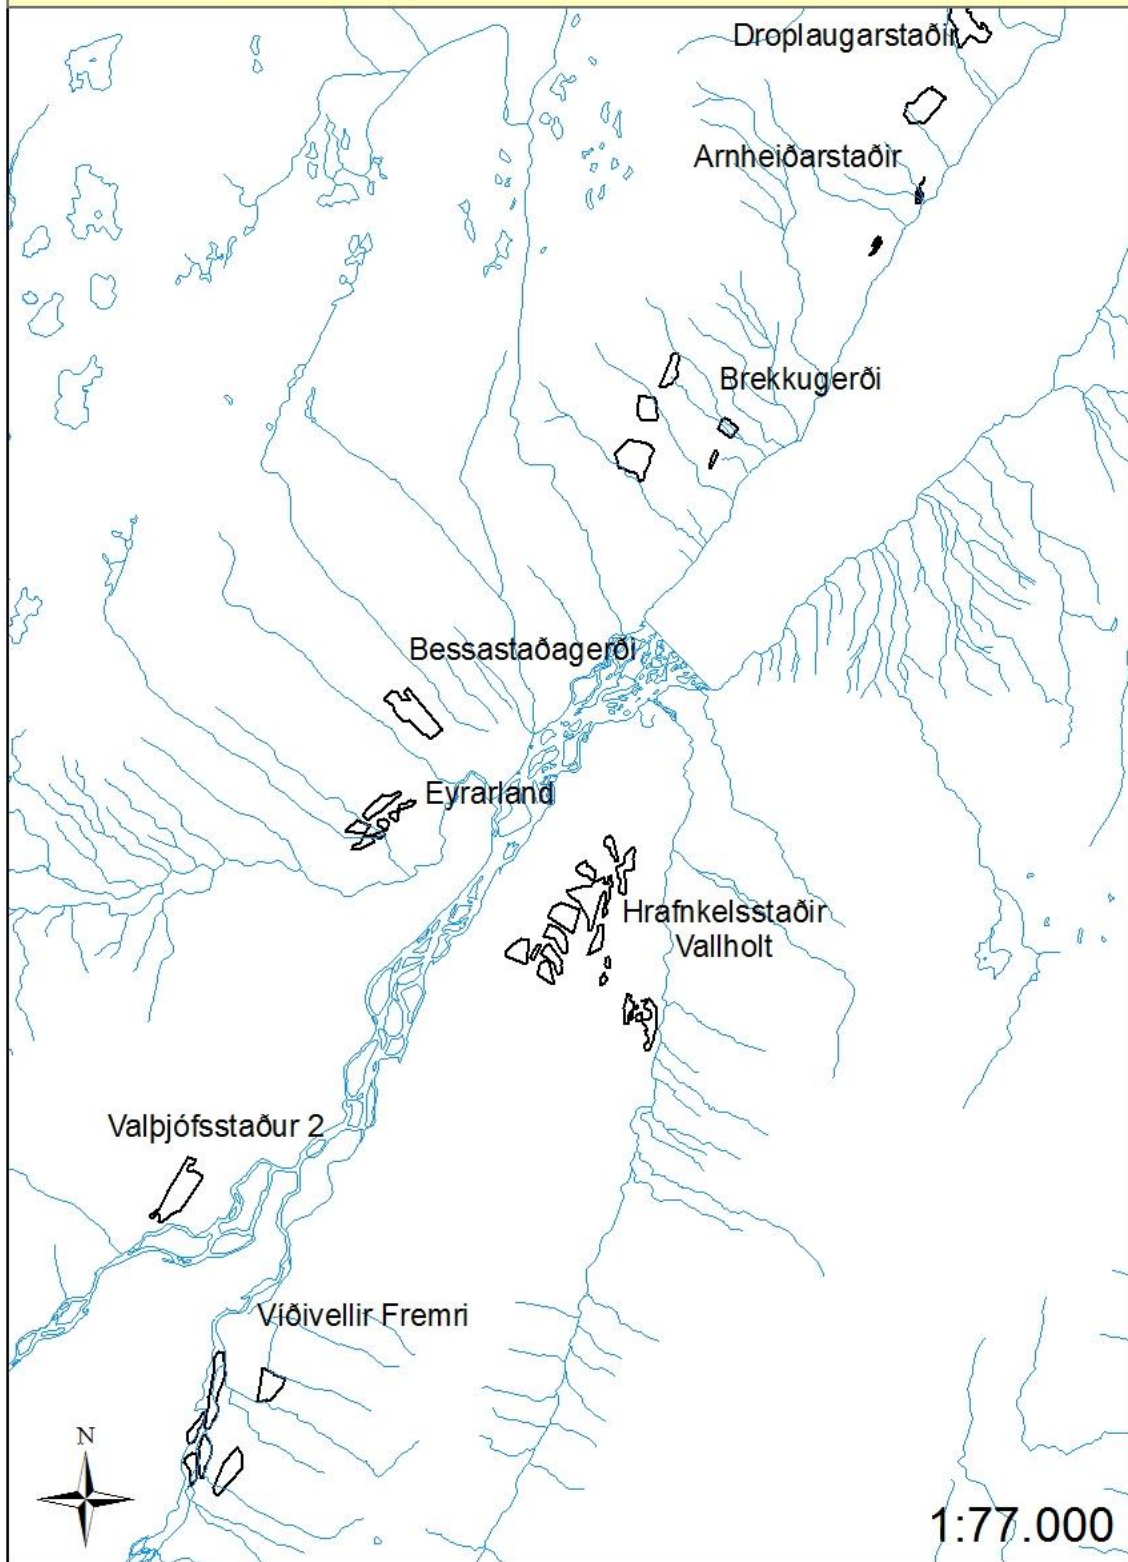 Droplaugarstaðir
Arnheiðarstaðir
Brekkugerði
Bessastaðagerði
Eyrarland
Hrafnkelsstaðir
Vallholt
Valþjófsstaður 2
Víðivellir Fremri
N
1:77.000